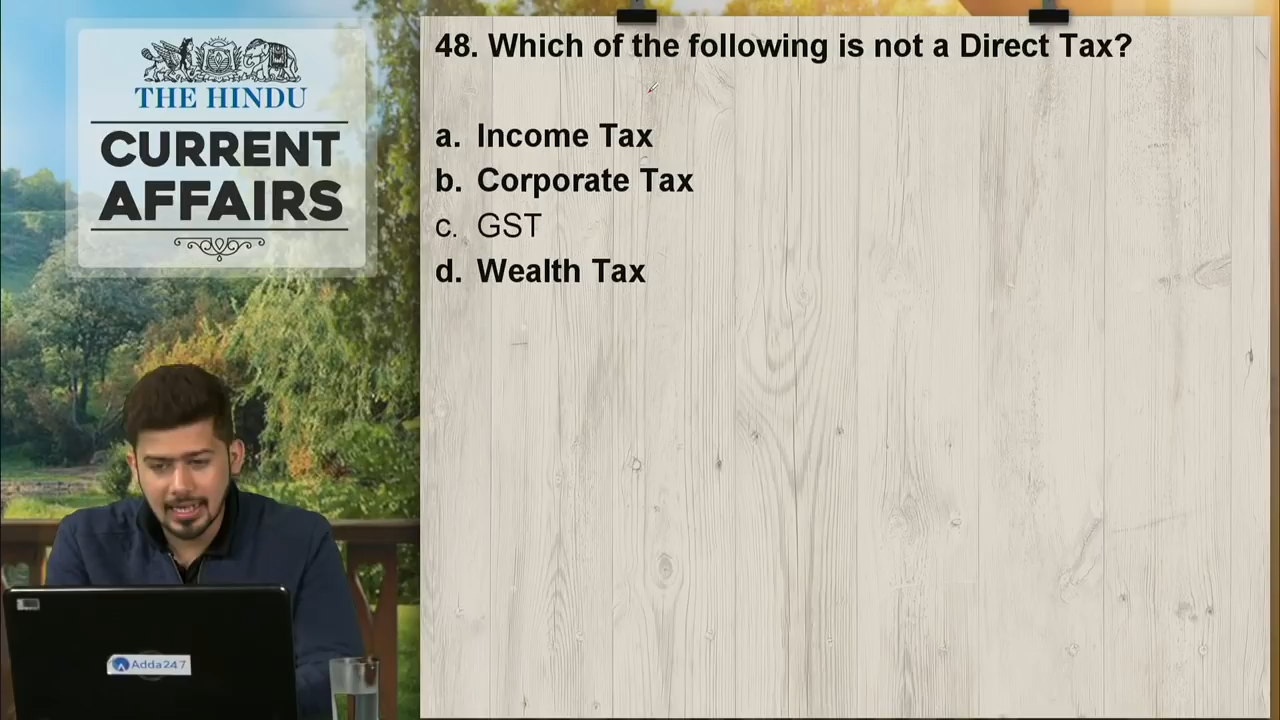 THE HINDU
CURRENT
AFFAIRS
48. Which of the following is not a Direct Tax?
a. Income Tax
b. Corporate Tax
c. GST
d. Wealth Tax
Adda247